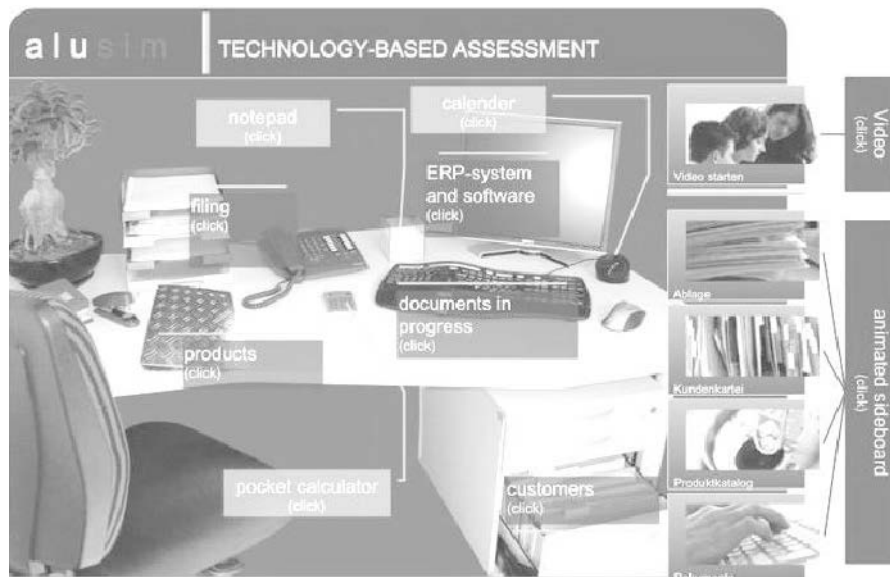 alusim
TECHNOLOGY-BASED ASSESSMENT
notepad
(click)
calender
(click)
ERP-system
and software
(click)
filing
(click)
documents in
progress
(click)
products
(click)
pocket calculator
(click)
customers
(click)
Video starten
Ablage
Kundenkartei
Produktkatalog
Video
(click)
animated sideboard
(click)